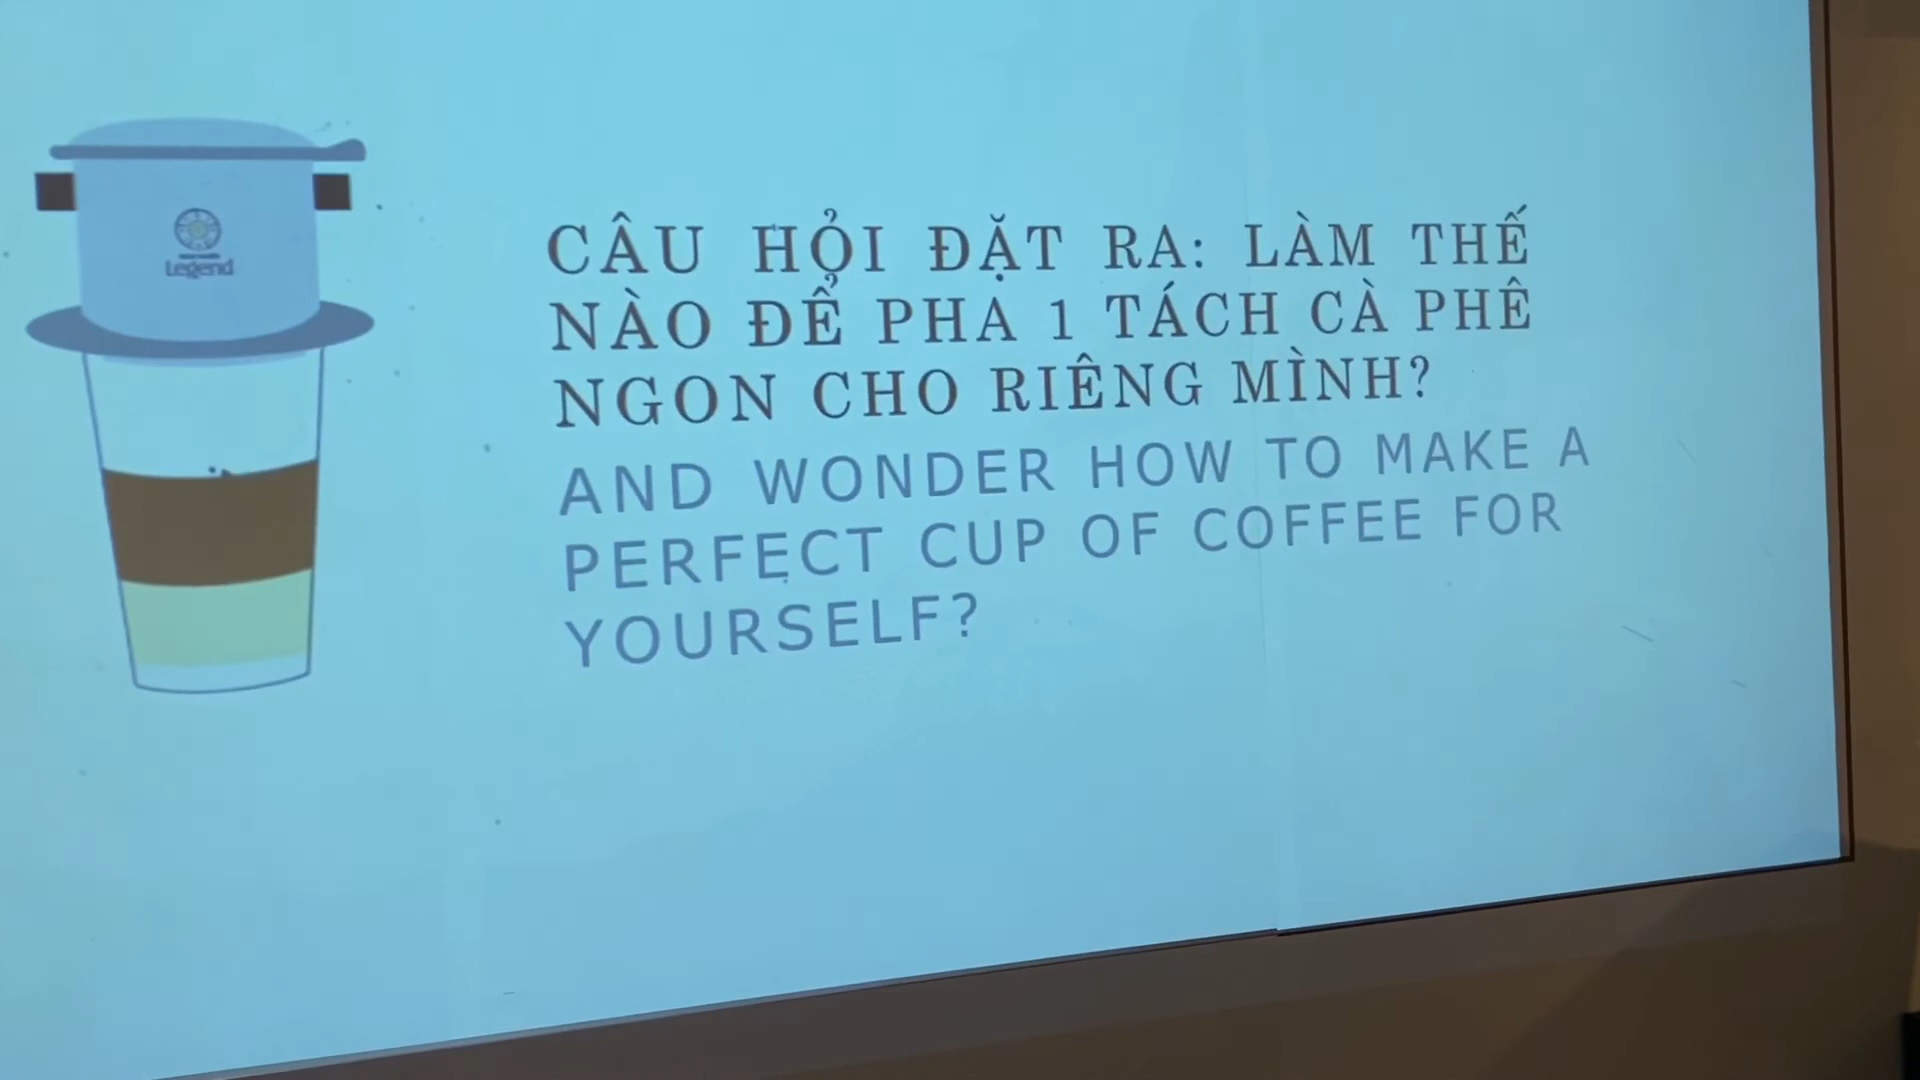 Legend
CÂU HỎI ĐẶT RA: LÀM THẾ
NÀO ĐỂ PHA 1 TÁCH CÀ PHÊ
NGON CHO RIÊNG MÌNH?
AND WONDER HOW TO MAKE A
PERFECT CUP OF COFFEE FOR
YOURSELF?